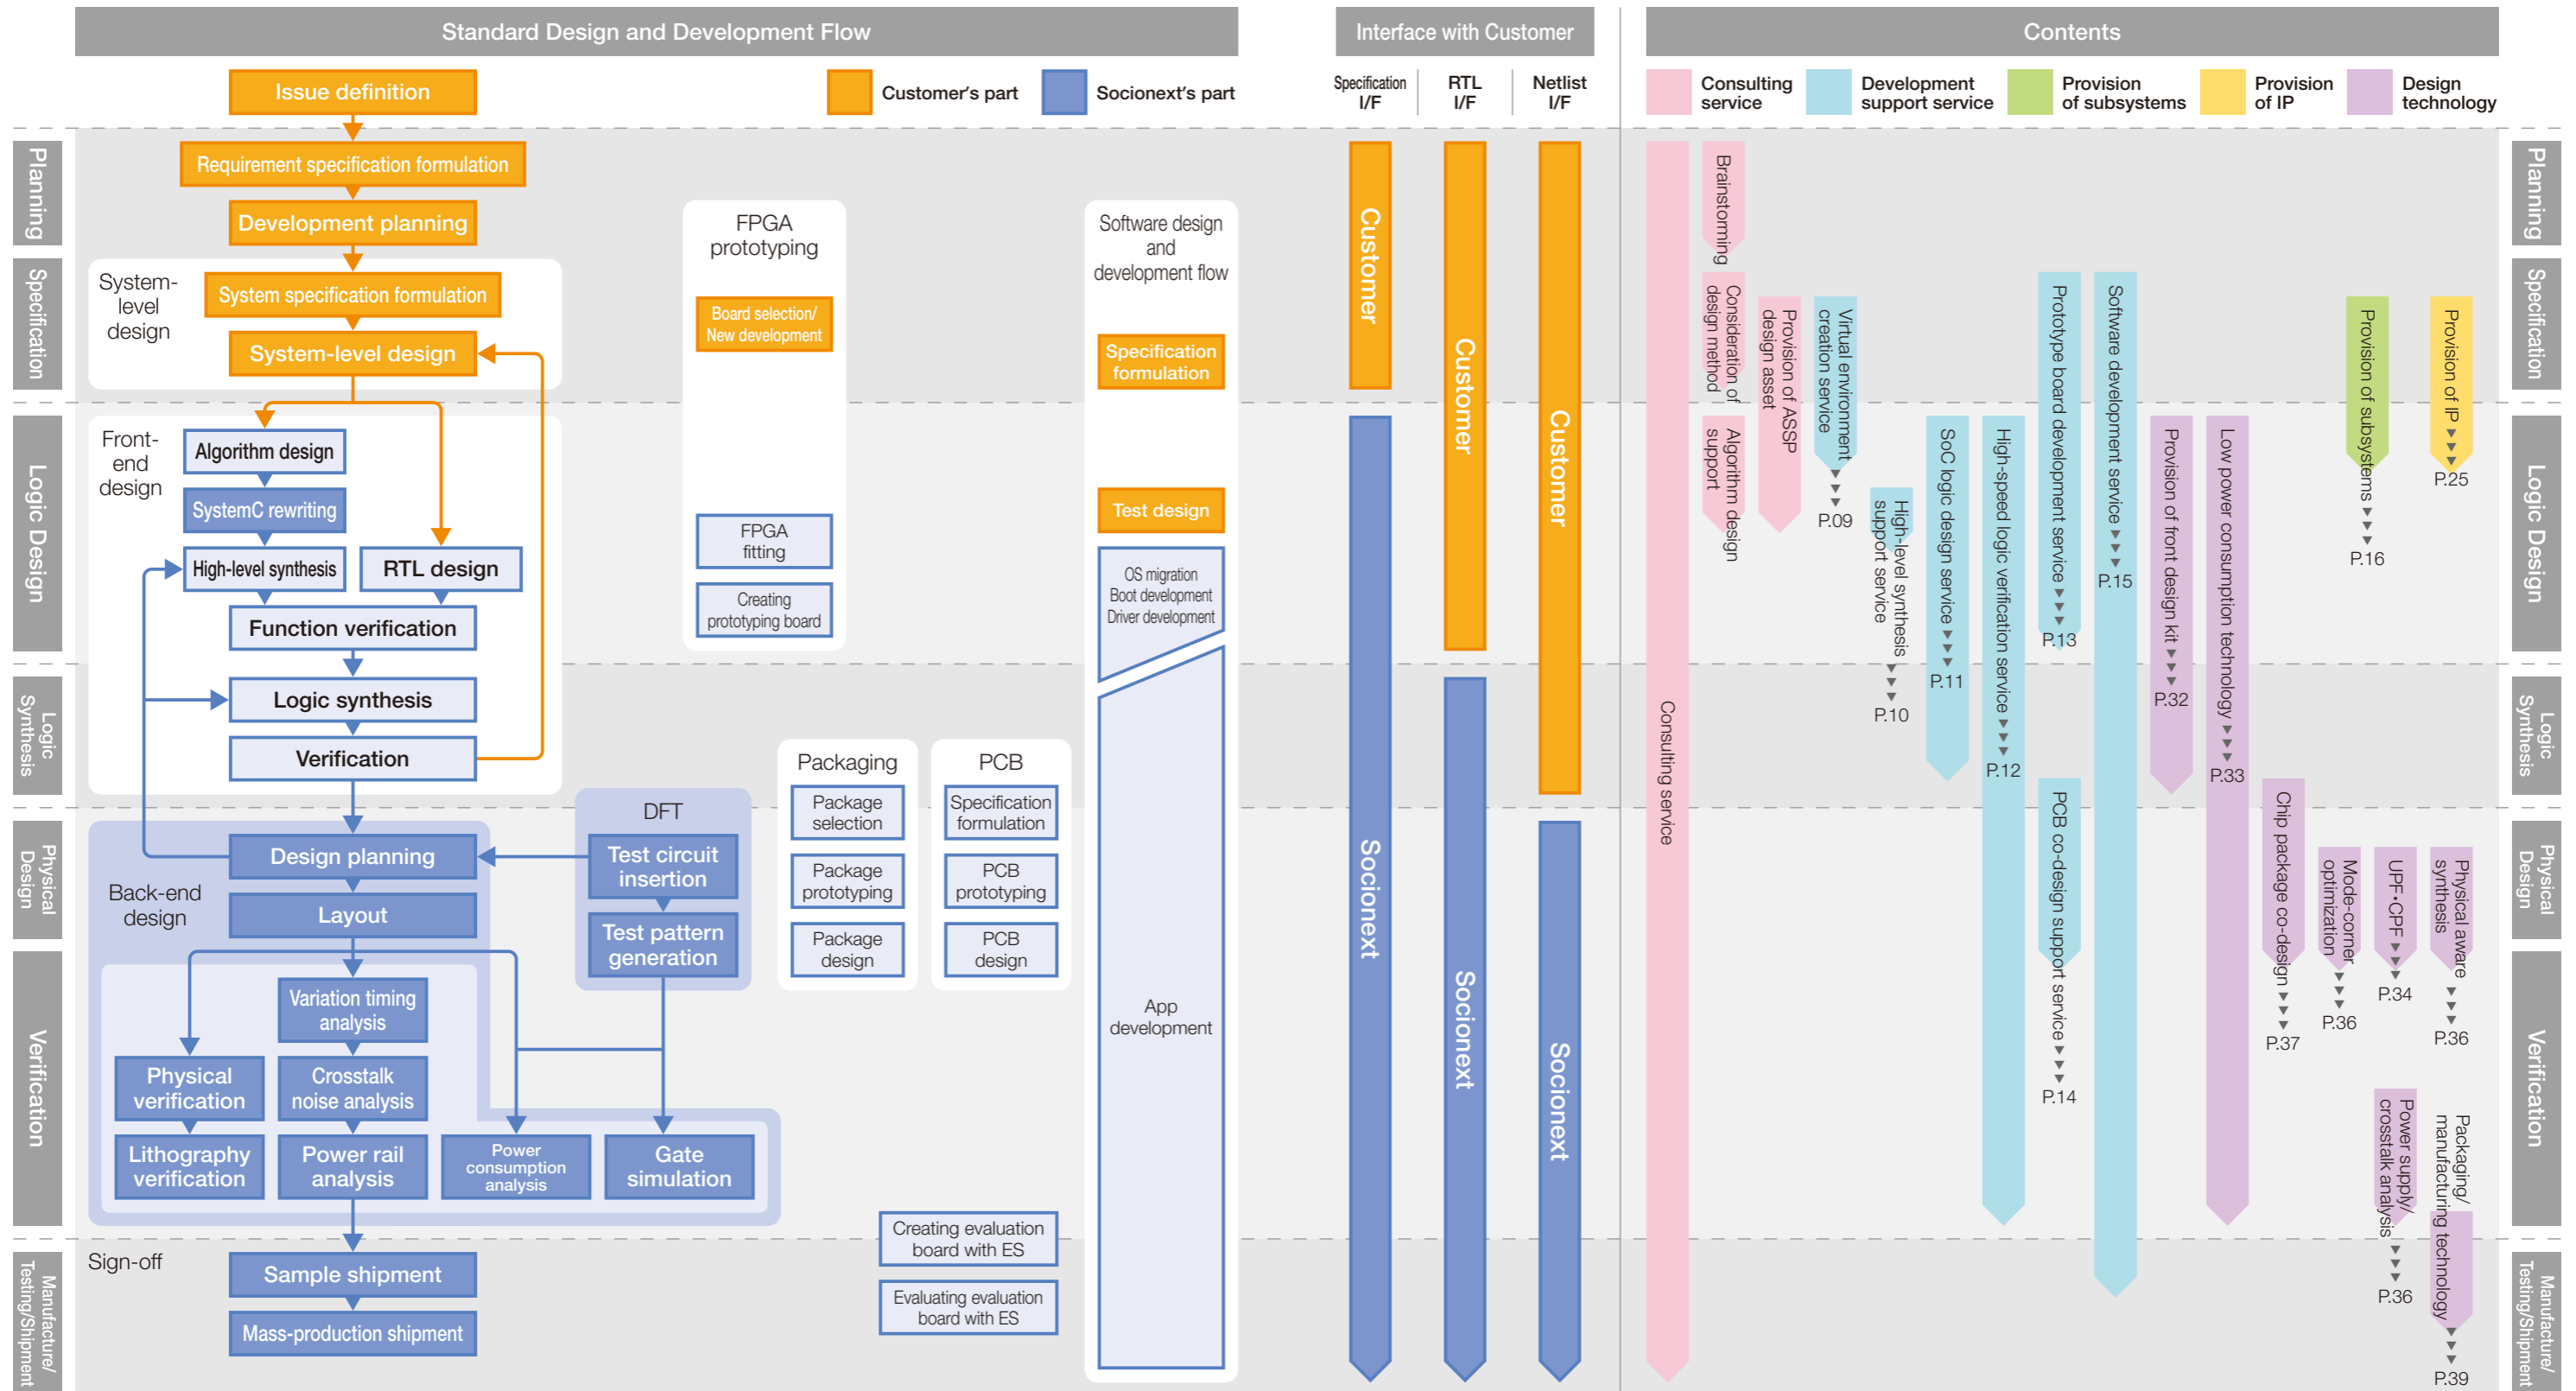 Standard Design and Development Flow
Interface with Customer
Contents
Issue definition
Customer's part
Socionext's part
Specification
I/F
RTL
I/F
Netlist
I/F
Consulting
service
Development
support service
Provision
of subsystems
Provision
of IP
Design
technology
Planning
Specification
Logic Design
Logic
Synthesis
Physical
Design
Verification
Manufacture/
Testing/Shipment
Requirement specification formulation
Development planning
System-
level
design
System specification formulation
System-level design
Front-
end
design
Algorithm design
SystemC rewriting
High-level synthesis
RTL design
Function verification
Logic synthesis
Verification
Back-end
design
Design planning
Layout
DFT
Test circuit
insertion
Test pattern
generation
Variation timing
analysis
Physical
verification
Crosstalk
noise analysis
Lithography
verification
Power rail
analysis
Power
consumption
analysis
Gate
simulation
Sign-off
Sample shipment
Mass-production shipment
FPGA
prototyping
Board selection/
New development
FPGA
fitting
Creating
prototyping board
Packaging
Package
selection
Package
prototyping
Package
design
PCB
Specification
formulation
PCB
prototyping
PCB
design
Creating evaluation
board with ES
Evaluating evaluation
board with ES
Software design
and
development flow
Specification
formulation
Test design
OS migration
Boot development
Driver development
App
development
Customer
Socionext
Customer
Socionext
Customer
Socionext
Consulting service
Brainstorming
Consideration of
design method
Algorithm design
support
Provision of ASSP
design asset
Virtual environment
creation service
P.09
High-level synthesis
support service
P.10
SoC logic design service
P.11
High-speed logic verification service
P.12
Prototype board development service
P.13
PCB co-design support service
P.14
Software development service
P.15
Provision of front design kit
P.32
Low power consumption technology
P.33
Chip package co-design
P.37
Provision of subsystems
P.16
Mode-corner
optimization
P.36
UPF•CPF
P.34
Power supply/
crosstalk analysis
P.36
Provision of IP
P.25
Physical aware
synthesis
P.36
Packaging/
manufacturing technology
P.39
Planning
Specification
Logic Design
Logic
Synthesis
Physical
Design
Verification
Manufacture/
Testing/Shipment